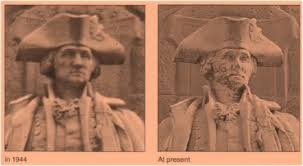 in 1944
At present